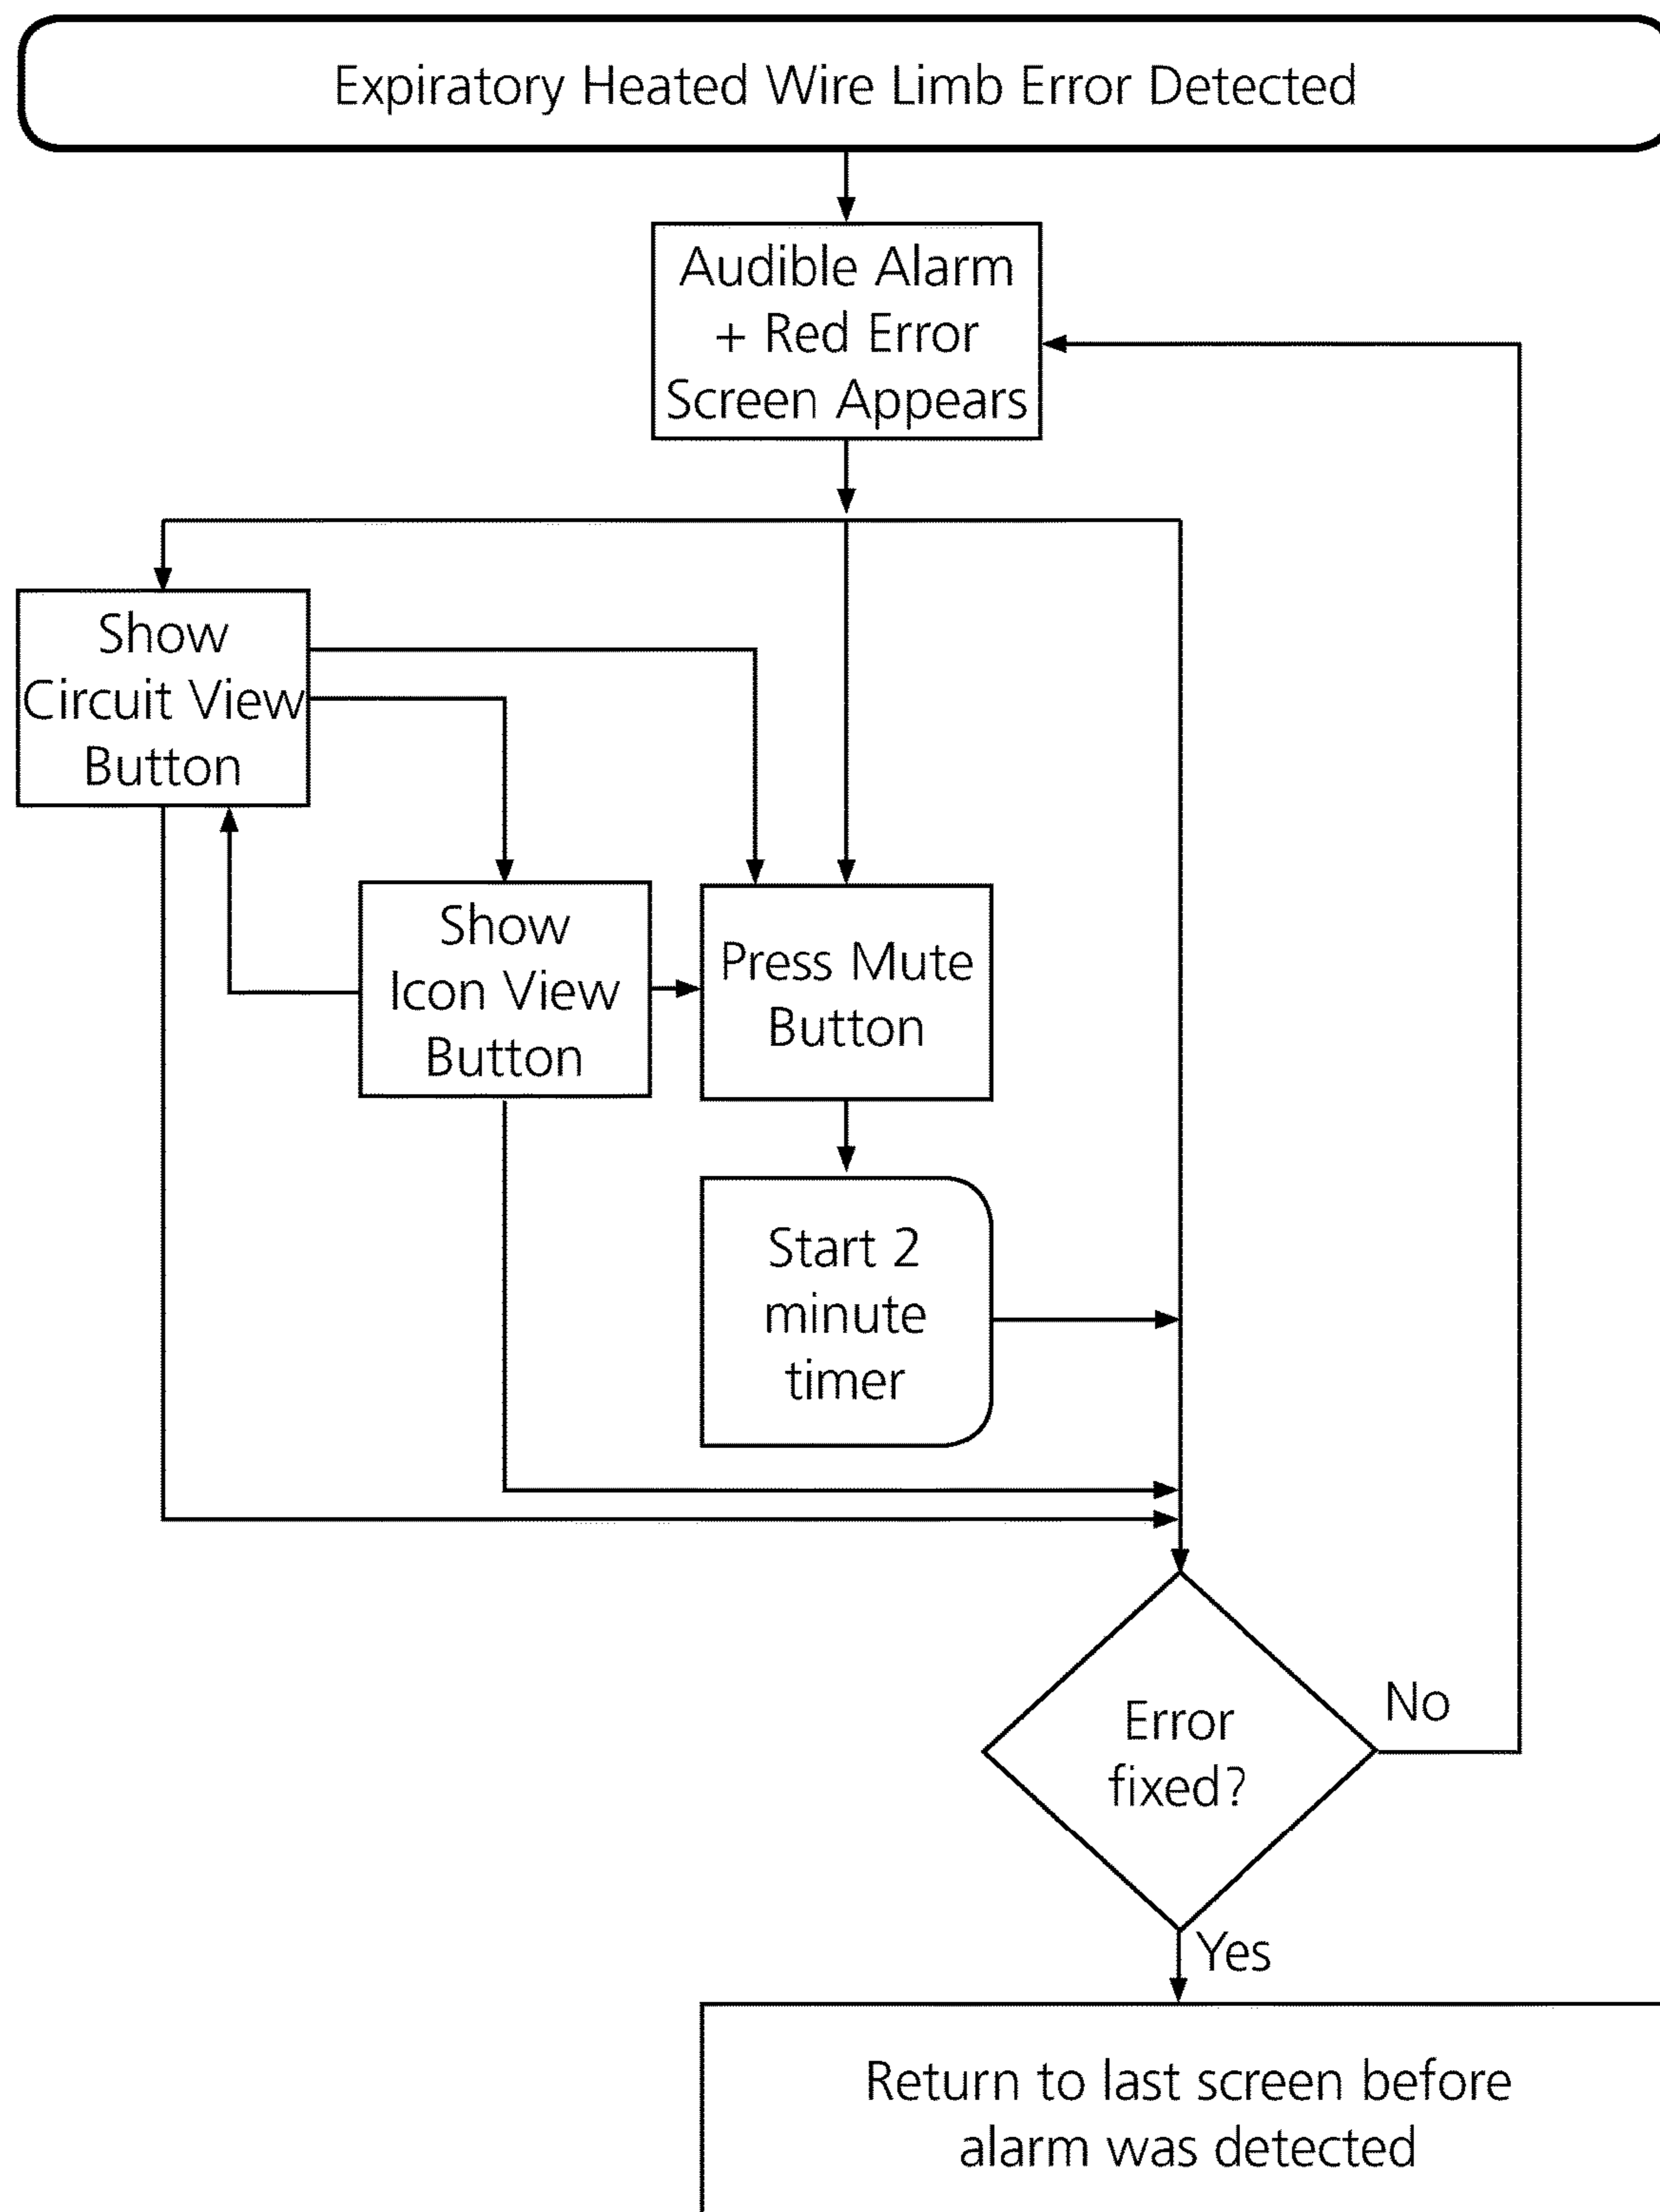 Expiratory Heated Wire Limb Error Detected
Audible Alarm
+ Red Error
Screen Appears
Show
Circuit View
Button
Show
Icon View
Button
Press Mute
Button
Start 2
minute
timer
Error
fixed?
No
Yes
Return to last screen before
alarm was detected